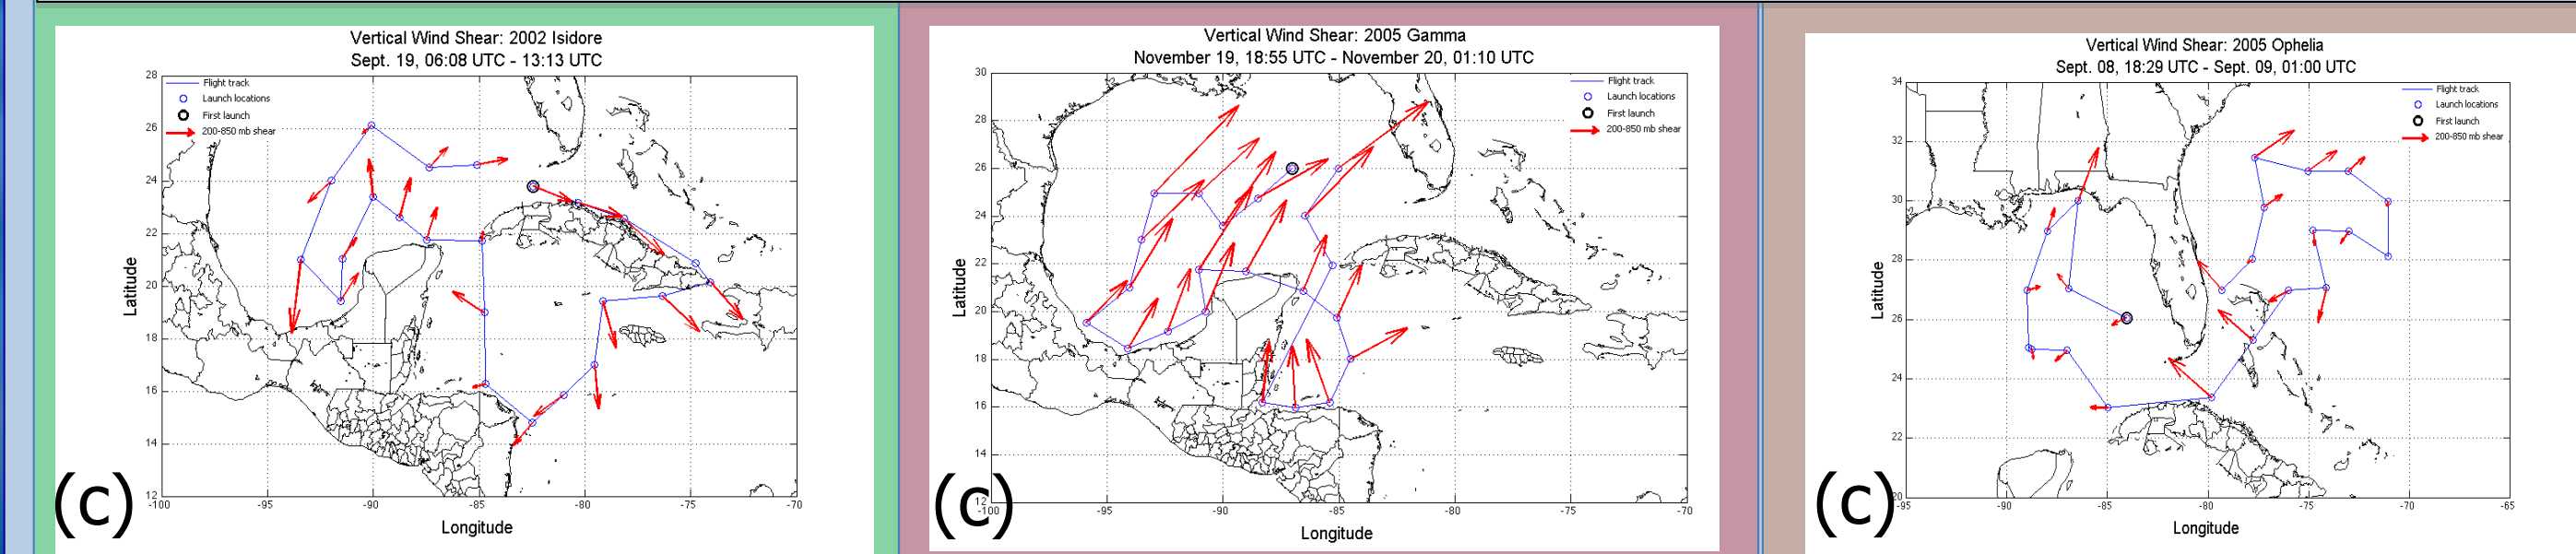 Vertical Wind Shear: 2002 Isidore
Sept. 19, 06:08 UTC - 13:13 UTC
Flight track
Launch locations
First launch
200-850 mb shear
28
26
24
22
20
18
16
14
12
-100
-95
-90
-85
-80
-75
-70
Latitude
Longitude
(c)
Vertical Wind Shear: 2005 Gamma
November 19, 18:55 UTC - November 20, 01:10 UTC
Flight track
Launch locations
First launch
200-850 mb shear
30
28
26
24
22
20
18
16
14
12
-100
-95
-90
-85
-80
-75
-70
Latitude
Longitude
(c)
Vertical Wind Shear: 2005 Ophelia
Sept. 08, 18:29 UTC - Sept. 09, 01:00 UTC
Flight track
Launch locations
First launch
200-850 mb shear
34
32
30
28
26
24
22
20
-95
-90
-85
-80
-75
-70
-65
Latitude
Longitude
(c)